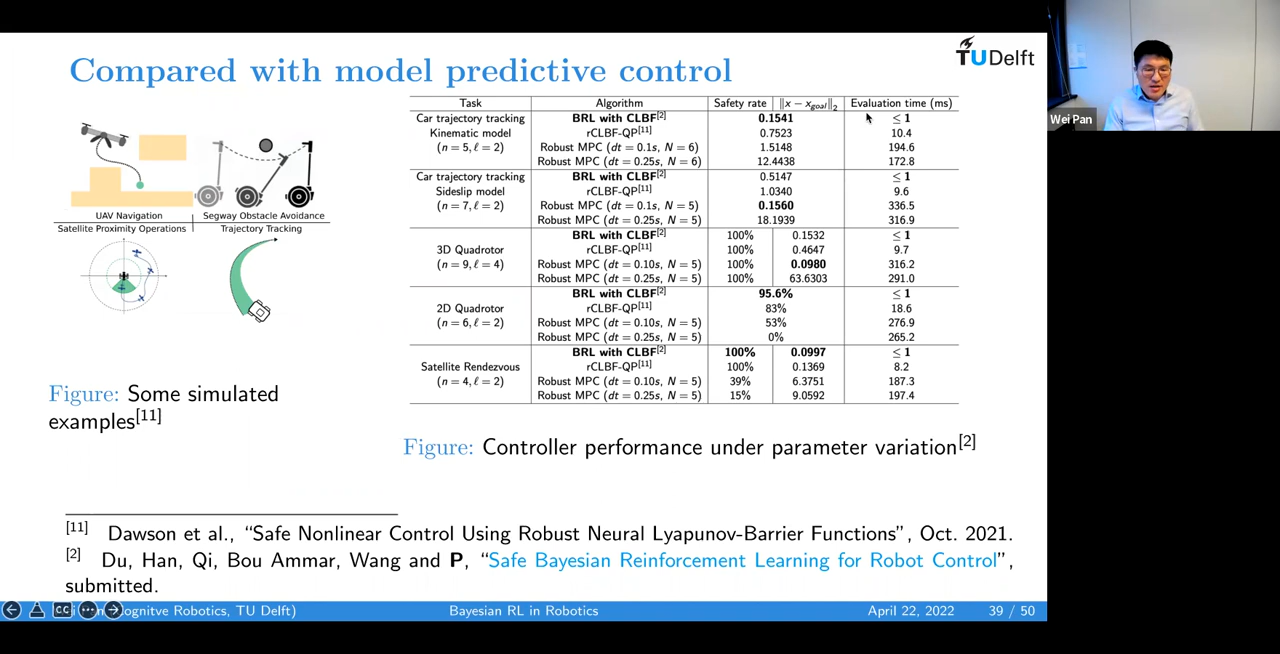 Compared with model predictive control
TU Delft
Wei Pan
UAV Navigation
Segway Obstacle Avoidance
Satellite Proximity Operations
Trajectory Tracking
Figure: Some simulated
examples[11]
Task Algorithm Safety rate ‖x − x_goal‖₂ Evaluation time (ms)
Car trajectory tracking BRL with CLBF[2] 0.1541 ≤ 1
Kinematic model rCLBF-QP[11] 0.7523 10.4
(n = 5, ℓ = 2) Robust MPC (dt = 0.1s, N = 6) 1.5148 194.6
Robust MPC (dt = 0.25s, N = 6) 12.4438 172.8
Car trajectory tracking BRL with CLBF[2] 0.5147 ≤ 1
Sideslip model rCLBF-QP[11] 1.0340 9.6
(n = 7, ℓ = 2) Robust MPC (dt = 0.1s, N = 5) 0.1560 336.5
Robust MPC (dt = 0.25s, N = 5) 18.1939 316.9
BRL with CLBF[2] 100% 0.1532 ≤ 1
3D Quadrotor rCLBF-QP[11] 100% 0.4647 9.7
(n = 9, ℓ = 4) Robust MPC (dt = 0.10s, N = 5) 100% 0.0980 316.2
Robust MPC (dt = 0.25s, N = 5) 100% 63.6303 291.0
BRL with CLBF[2] 95.6% ≤ 1
2D Quadrotor rCLBF-QP[11] 83% 18.6
(n = 6, ℓ = 2) Robust MPC (dt = 0.10s, N = 5) 53% 276.9
Robust MPC (dt = 0.25s, N = 5) 0% 265.2
BRL with CLBF[2] 100% 0.0997 ≤ 1
Satellite Rendezvous rCLBF-QP[11] 100% 0.1369 8.2
(n = 4, ℓ = 2) Robust MPC (dt = 0.10s, N = 5) 39% 6.3751 187.3
Robust MPC (dt = 0.25s, N = 5) 15% 9.0592 197.4
Figure: Controller performance under parameter variation[2]
[11] Dawson et al., “Safe Nonlinear Control Using Robust Neural Lyapunov-Barrier Functions”, Oct. 2021.
[2] Du, Han, Qi, Bou Ammar, Wang and P, “Safe Bayesian Reinforcement Learning for Robot Control”,
submitted.
CC
ognitve Robotics, TU Delft) Bayesian RL in Robotics April 22, 2022 39 / 50